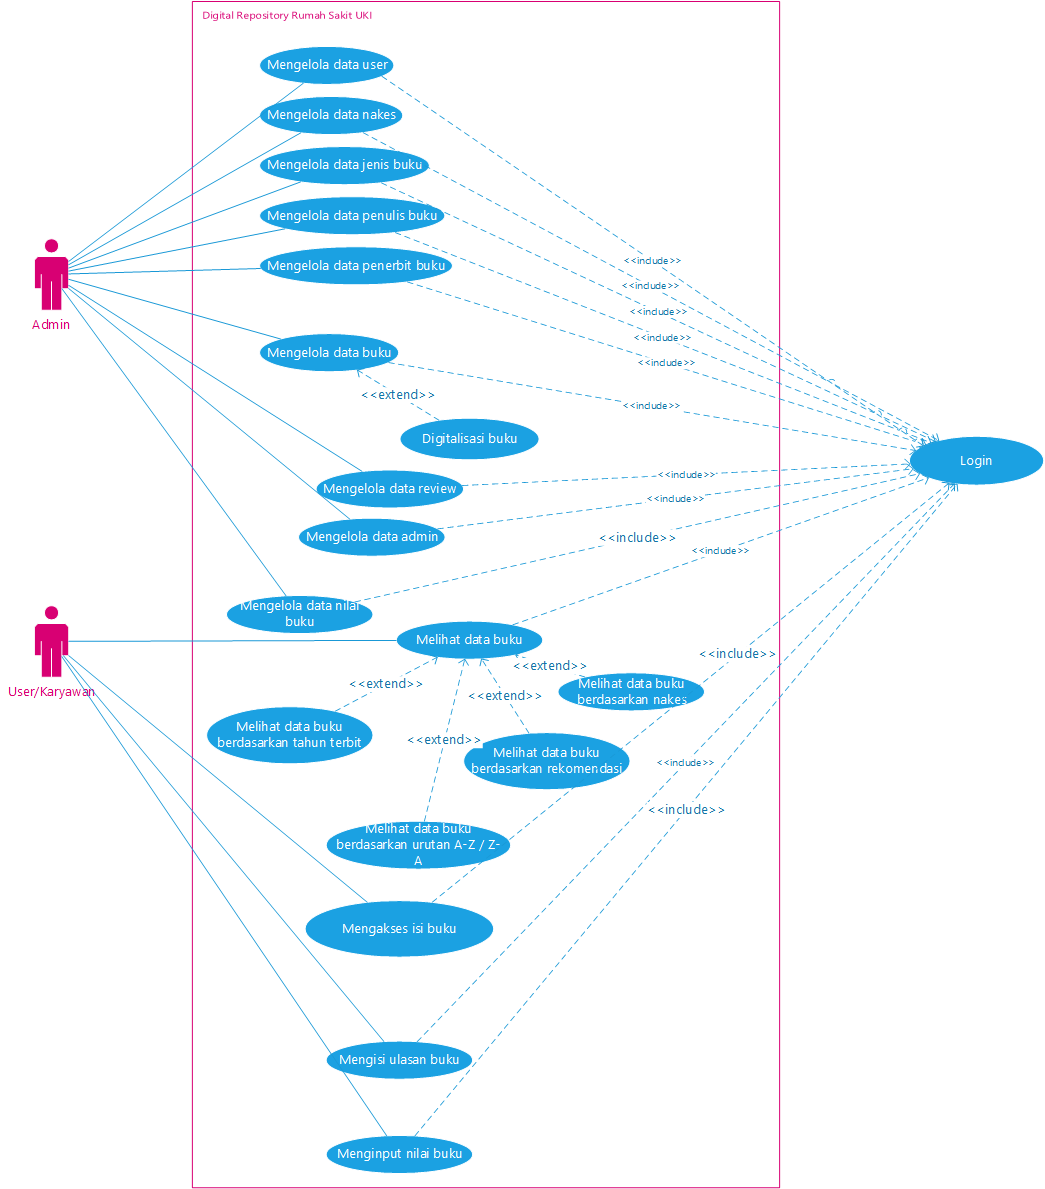 Digital Repository Rumah Sakit UKI
Mengelola data user
Mengelola data nakes
Mengelola data jenis buku
Mengelola data penulis buku
<<include>>
Mengelola data penerbit buku
<<include>>
<<include>>
Admin
<<include>>
Mengelola data buku
<<include>>
<<extend>>
<<include>>
Digitalisasi buku
Login
<<include>>
Mengelola data review
<<include>>
Mengelola data admin
<<include>>
<<include>>
Mengelola data nilai
buku
Melihat data buku
<<include>>
<<extend>>
<<extend>>
Melihat data buku
berdasarkan nakes
User/Karyawan
<<extend>>
Melihat data buku
berdasarkan tahun terbit
<<extend>>
Melihat data buku
berdasarkan rekomendasi
<<include>>
<<include>>
Melihat data buku
berdasarkan urutan A-Z / Z-
A
Mengakses isi buku
Mengisi ulasan buku
Menginput nilai buku